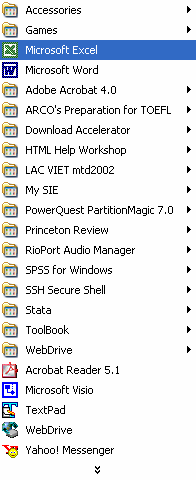 Accessories
Games
Microsoft Excel
Microsoft Word
Adobe Acrobat 4.0
ARCO's Preparation for TOEFL
Download Accelerator
HTML Help Workshop
LAC VIET mtd2002
My SIE
PowerQuest PartitionMagic 7.0
Princeton Review
RioPort Audio Manager
SPSS for Windows
SSH Secure Shell
Stata
ToolBook
WebDrive
Acrobat Reader 5.1
Microsoft Visio
TextPad
WebDrive
Yahoo! Messenger